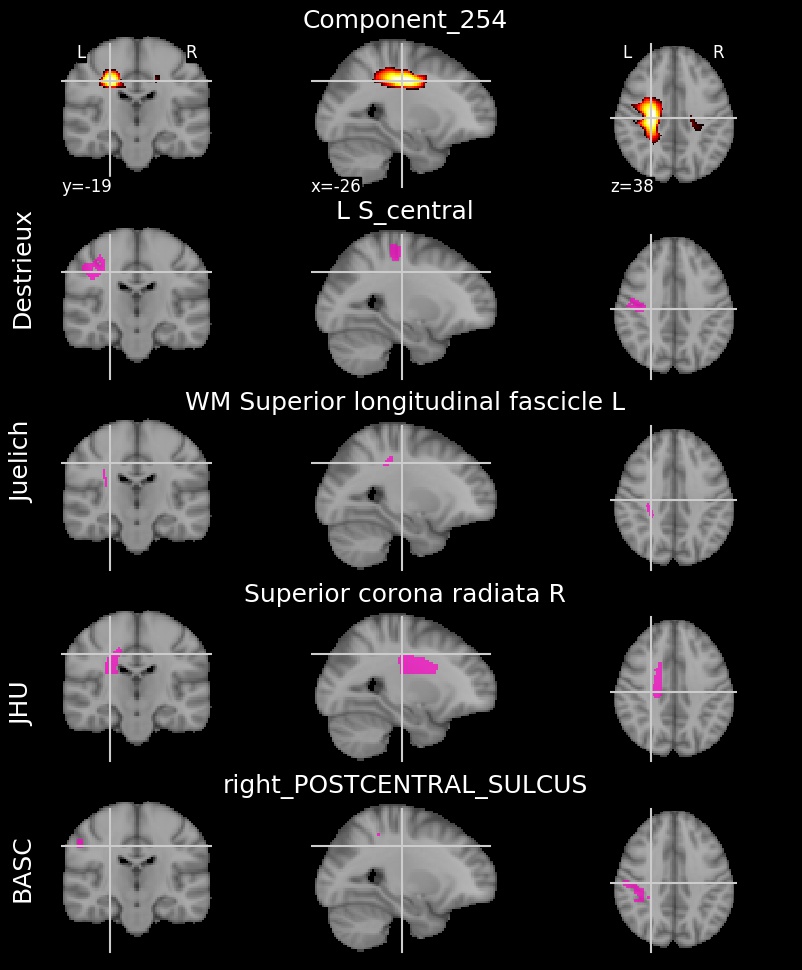 Component_254
L R L R
y=-19 x=-26 z=38
L S_central
Destrieux
WM Superior longitudinal fascicle L
Juelich
Superior corona radiata R
JHU
right_POSTCENTRAL_SULCUS
BASC